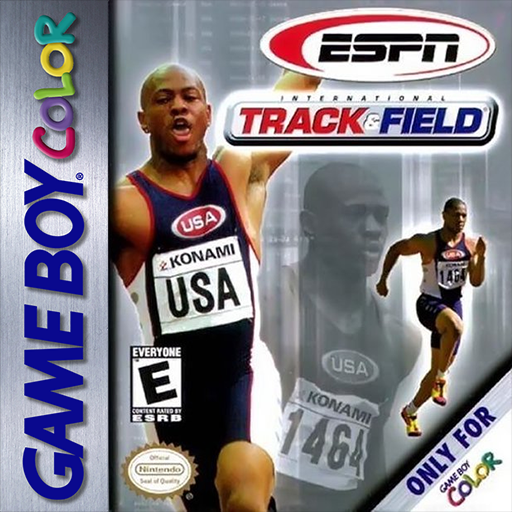 GAME BOY COLOR
ESPN
INTERNATIONAL
TRACK & FIELD
USA
KONAMI
USA
1464
USA
KONAMI
1464
EVERYONE
E
CONTENT RATED BY
ESRB
Official
Nintendo
Seal of Quality
ONLY FOR
GAME BOY
COLOR